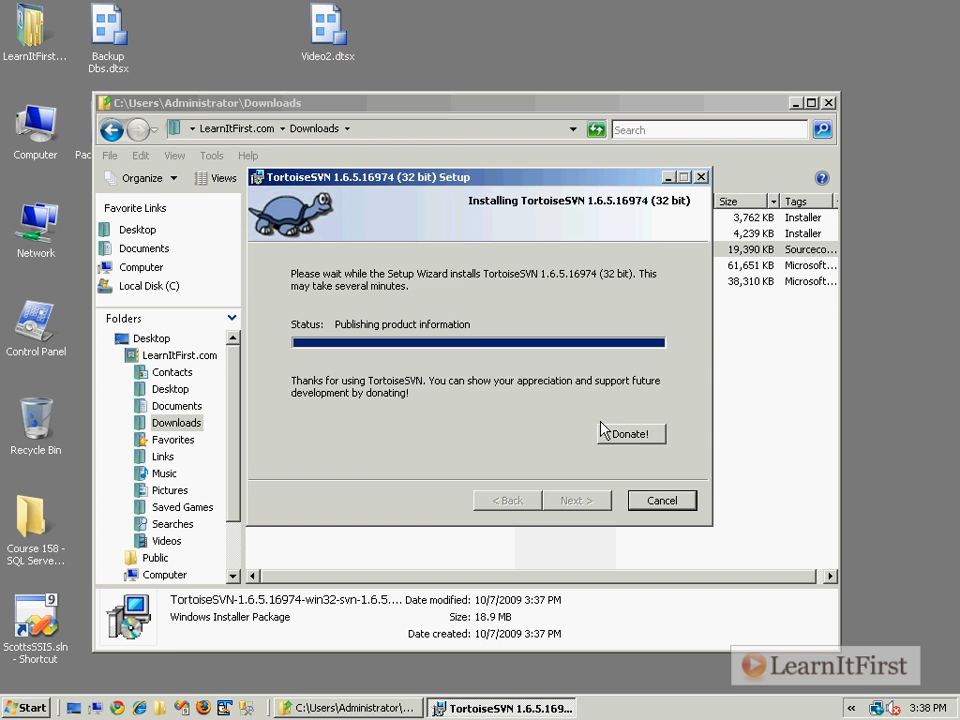 LearnItFirst...
Backup
Dbs.dtsx
Video2.dtsx
Computer
Pac
Network
Control Panel
Recycle Bin
Course 158 -
SQL Serve...
ScottsSSIS.sln
- Shortcut
C:\Users\Administrator\Downloads
LearnItFirst.com
Downloads
Search
File Edit View Tools Help
Organize
Views
Favorite Links
Desktop
Documents
Computer
Local Disk (C)
Folders
Desktop
LearnItFirst.com
Contacts
Desktop
Documents
Downloads
Favorites
Links
Music
Pictures
Saved Games
Searches
Videos
Public
Computer
Size Tags
3,762 KB Installer
4,239 KB Installer
19,390 KB Sourceco...
61,651 KB Microsoft...
38,310 KB Microsoft...
TortoiseSVN 1.6.5.16974 (32 bit) Setup
Installing TortoiseSVN 1.6.5.16974 (32 bit)
Please wait while the Setup Wizard installs TortoiseSVN 1.6.5.16974 (32 bit). This
may take several minutes.
Status: Publishing product information
Thanks for using TortoiseSVN. You can show your appreciation and support future
development by donating!
Donate!
< Back Next > Cancel
TortoiseSVN-1.6.5.16974-win32-svn-1.6.5.... Date modified: 10/7/2009 3:37 PM
Windows Installer Package Size: 18.9 MB
Date created: 10/7/2009 3:37 PM
LearnItFirst
Start
C:\Users\Administrator\...
TortoiseSVN 1.6.5.169...
3:38 PM